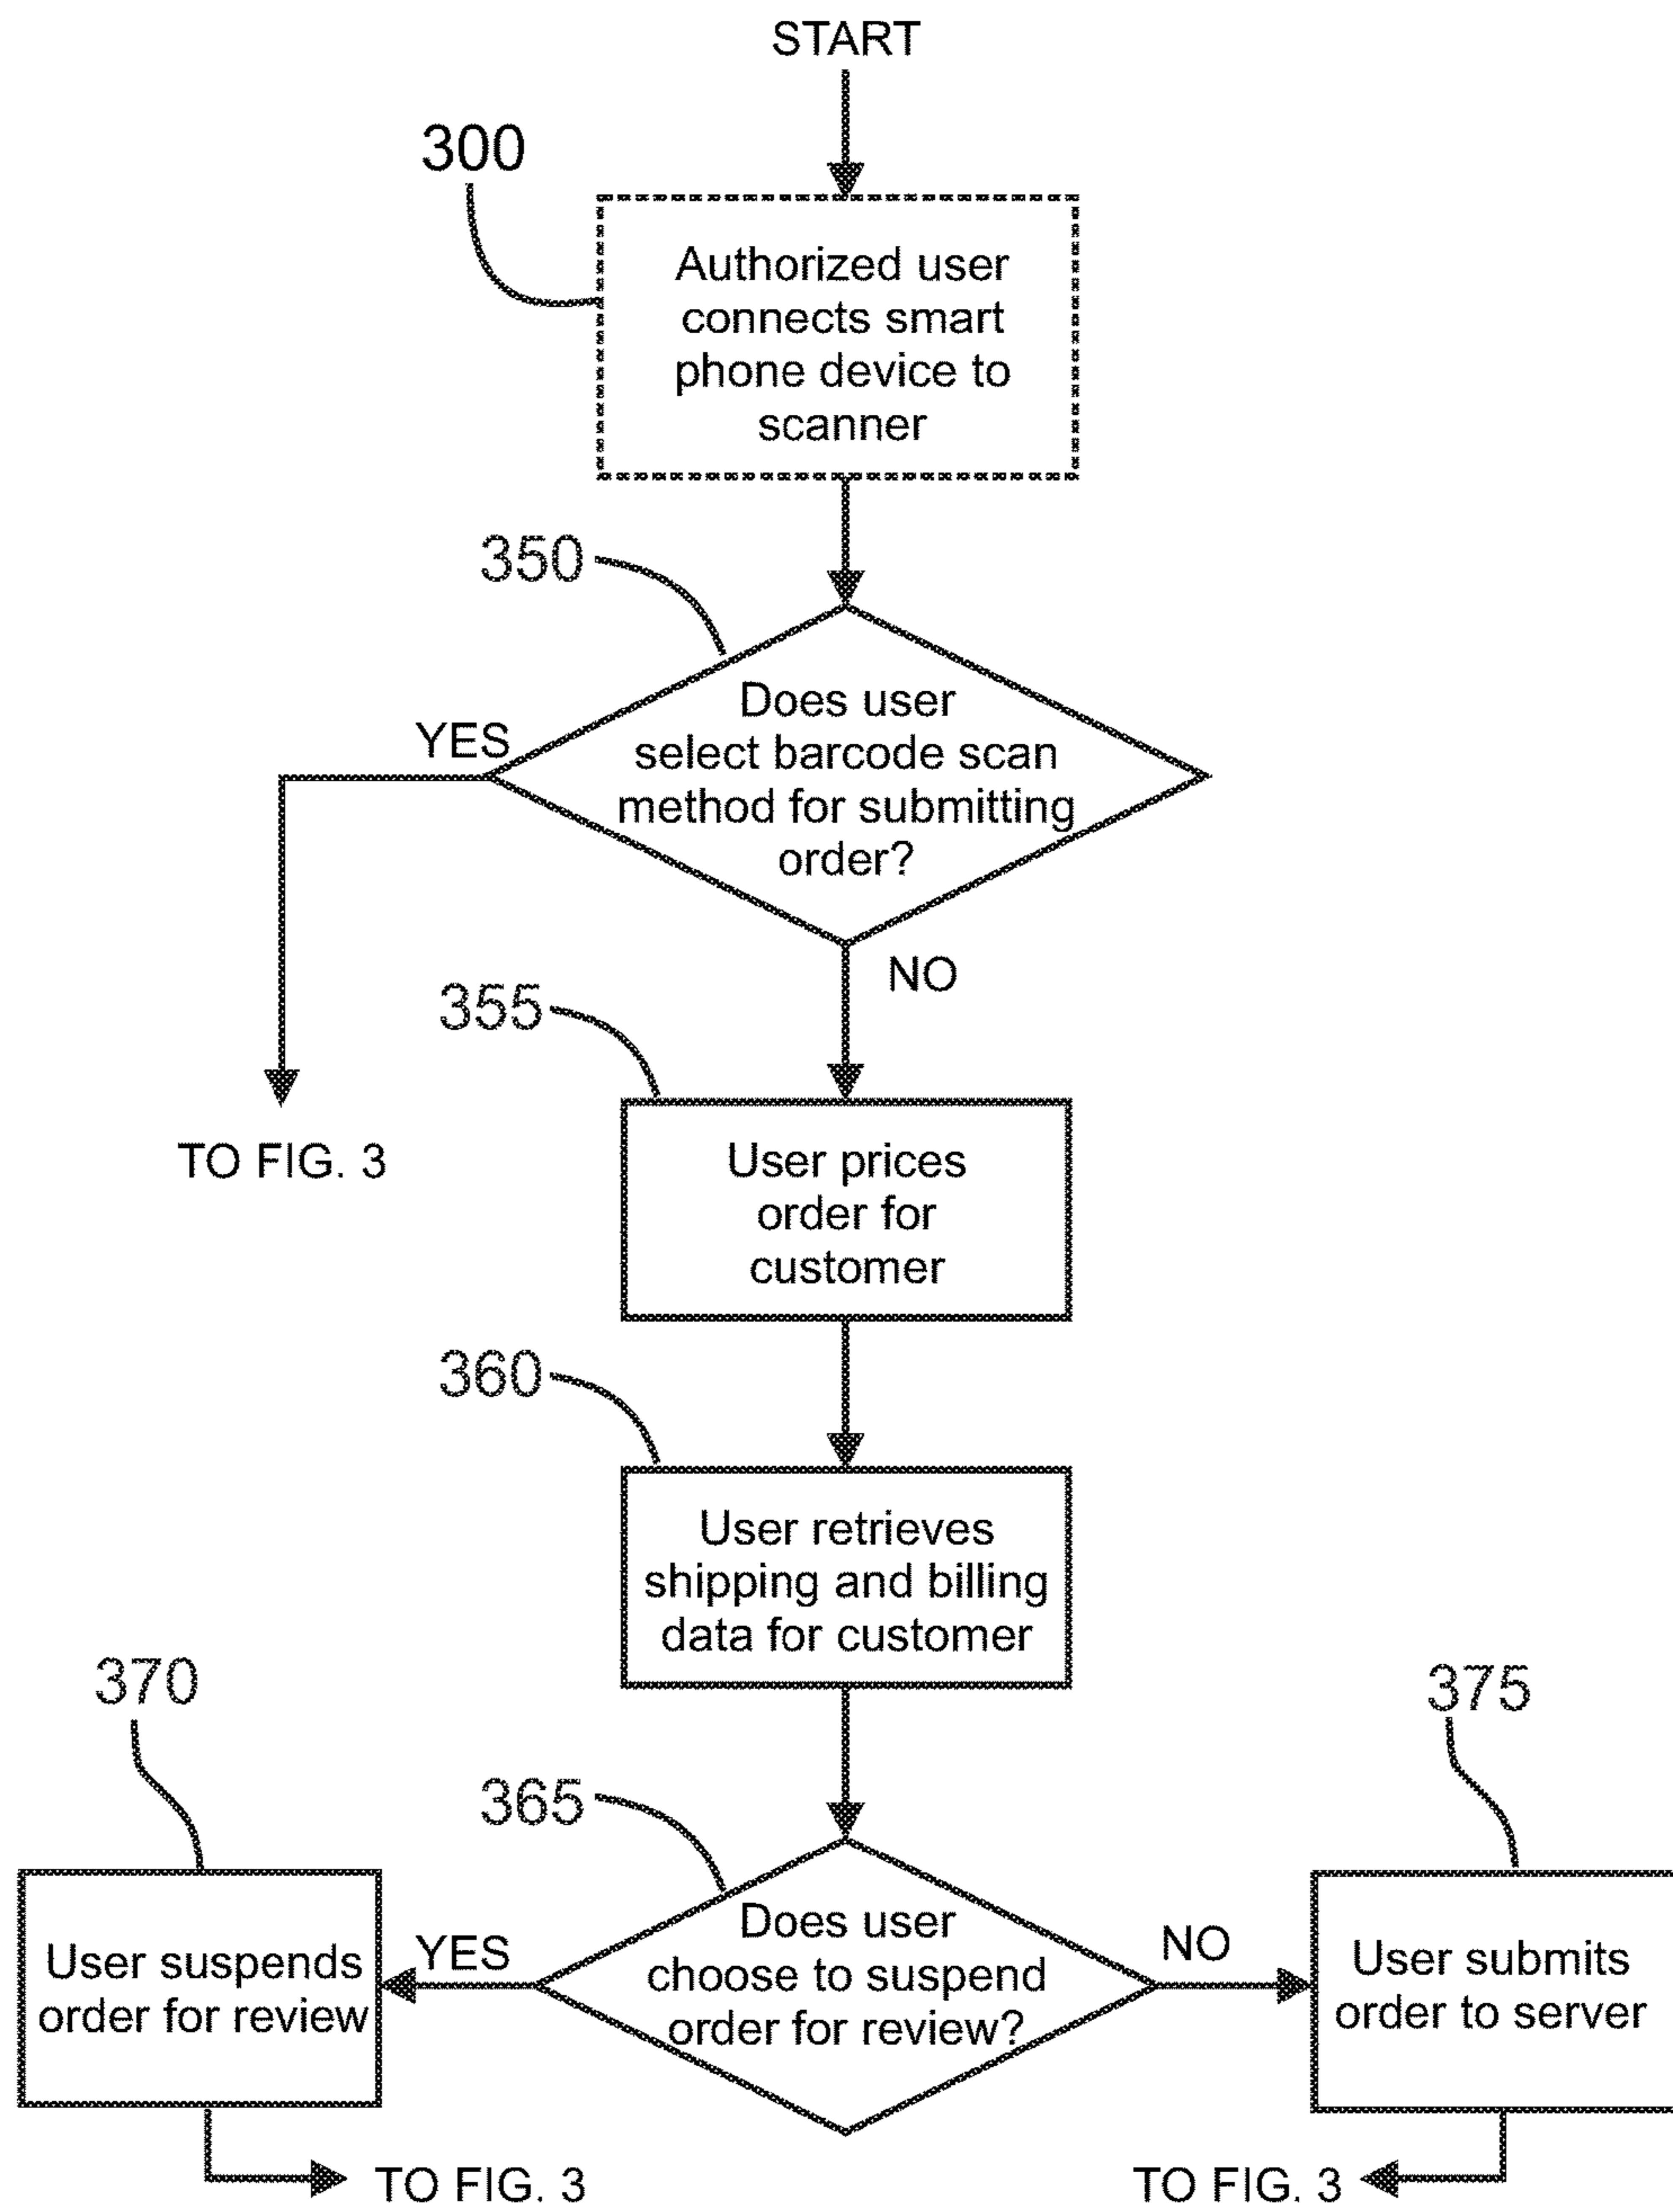 START
300
Authorized user
connects smart
phone device to
scanner
350
Does user
select barcode scan
method for submitting
order?
YES
NO
355
TO FIG. 3
User prices
order for
customer
360
User retrieves
shipping and billing
data for customer
370
375
365
User suspends
order for review
YES
Does user
choose to suspend
order for review?
NO
User submits
order to server
TO FIG. 3
TO FIG. 3